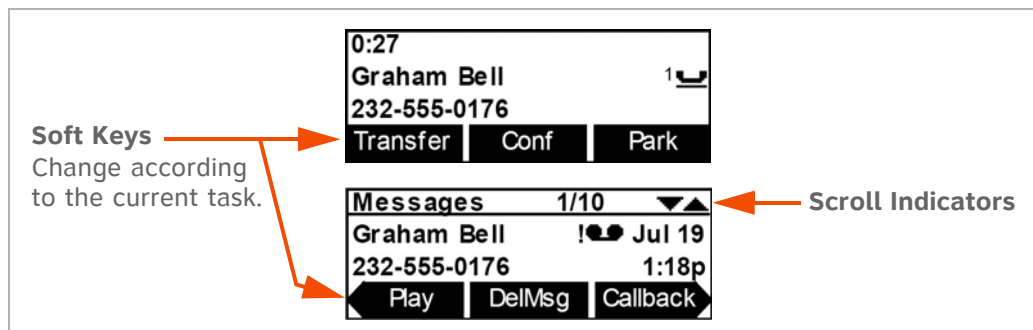 0:27
Graham Bell 1
232-555-0176
Transfer Conf Park
Soft Keys
Change according
to the current task.
Messages 1/10
Scroll Indicators
Graham Bell ! Jul 19
232-555-0176 1:18p
Play DelMsg Callback